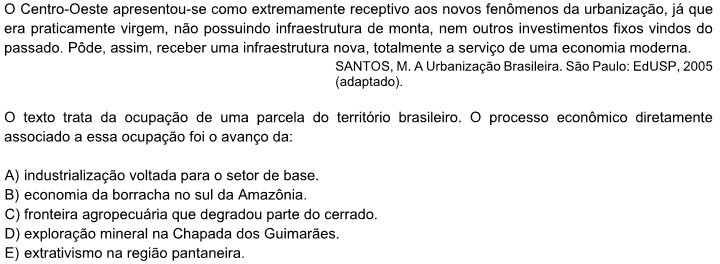 O Centro-Oeste apresentou-se como extremamente receptivo aos novos fenômenos da urbanização, já que
era praticamente virgem, não possuindo infraestrutura de monta, nem outros investimentos fixos vindos do
passado. Pôde, assim, receber uma infraestrutura nova, totalmente a serviço de uma economia moderna.
SANTOS, M. A Urbanização Brasileira. São Paulo: EdUSP, 2005
(adaptado).
O texto trata da ocupação de uma parcela do território brasileiro. O processo econômico diretamente
associado a essa ocupação foi o avanço da:
A) industrialização voltada para o setor de base.
B) economia da borracha no sul da Amazônia.
C) fronteira agropecuária que degradou parte do cerrado.
D) exploração mineral na Chapada dos Guimarães.
E) extrativismo na região pantaneira.